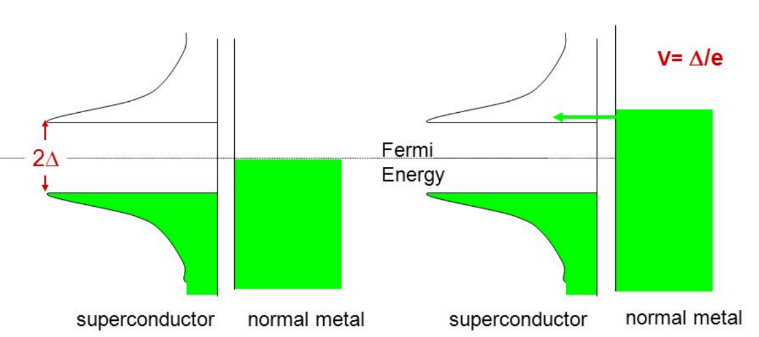 V= Δ/e
2Δ
Fermi
Energy
superconductor
normal metal
superconductor
normal metal